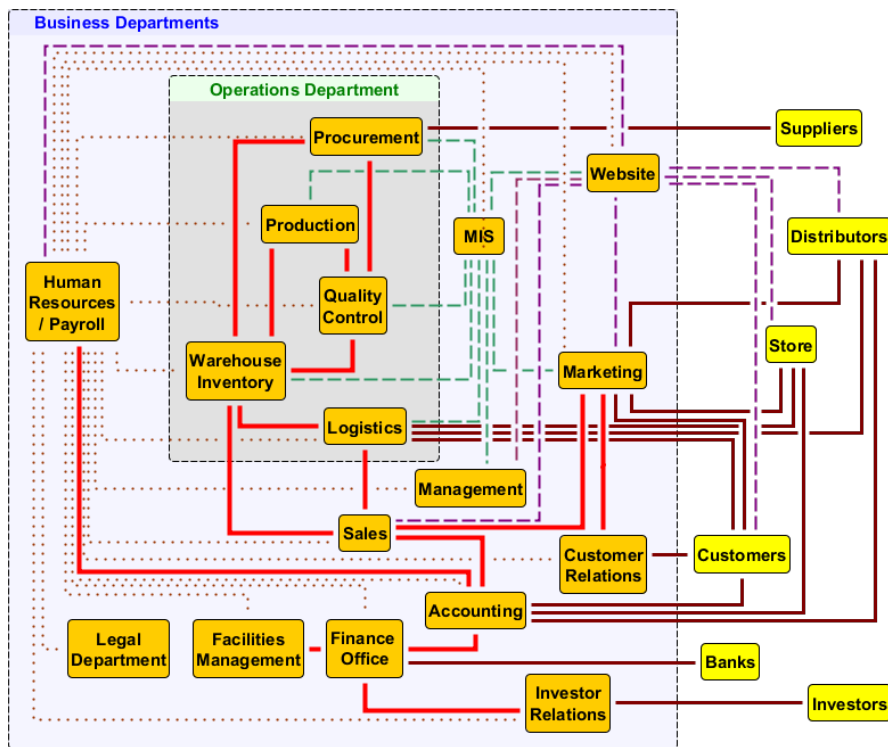 Business Departments
Operations Department
Procurement
Suppliers
Website
Production
MIS
Distributors
Human
Resources
/ Payroll
Quality
Control
Store
Warehouse
Inventory
Marketing
Logistics
Management
Sales
Customer
Relations
Customers
Accounting
Legal
Department
Facilities
Management
Finance
Office
Banks
Investor
Relations
Investors